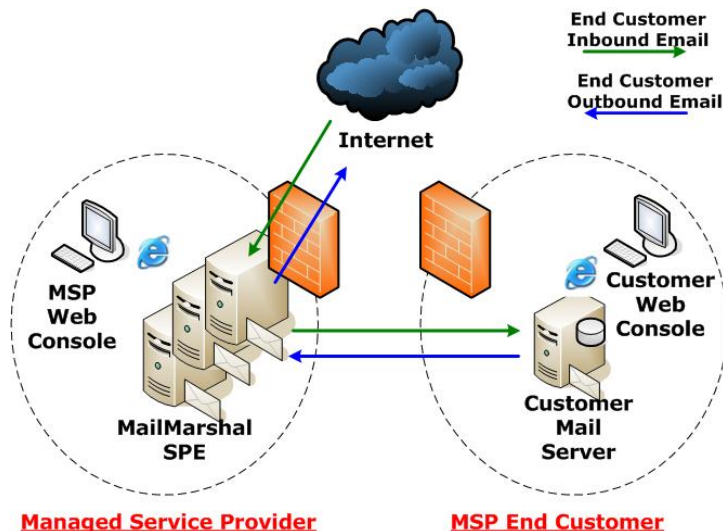 End Customer
Inbound Email
End Customer
Outbound Email
Internet
MSP
Web
Console
MailMarshal
SPE
Customer
Web
Console
Customer
Mail
Server
Managed Service Provider
MSP End Customer